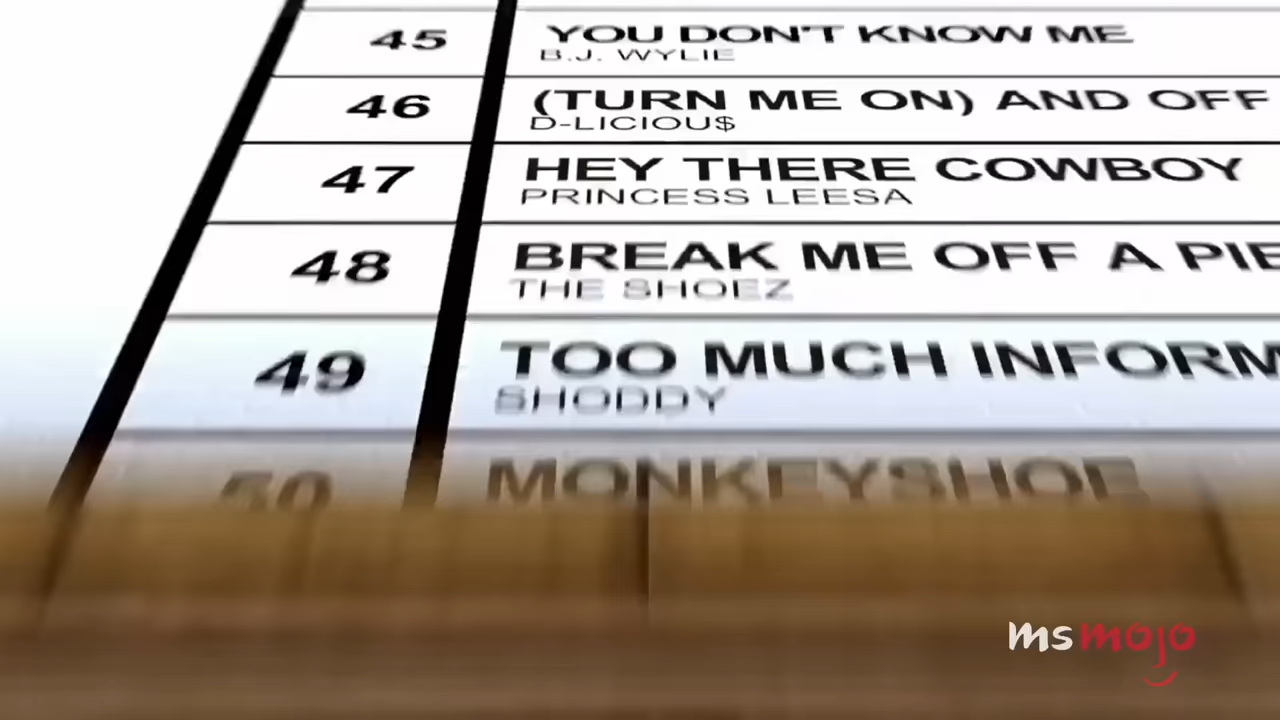 45
YOU DON'T KNOW ME
B.J. WYLIE
46
(TURN ME ON) AND OFF
D-LICIOU$
47
HEY THERE COWBOY
PRINCESS LEESA
48
BREAK ME OFF A PIE
THE SHOEZ
49
TOO MUCH INFORM
SHODDY
50
MONKEYSHOE
msmojo